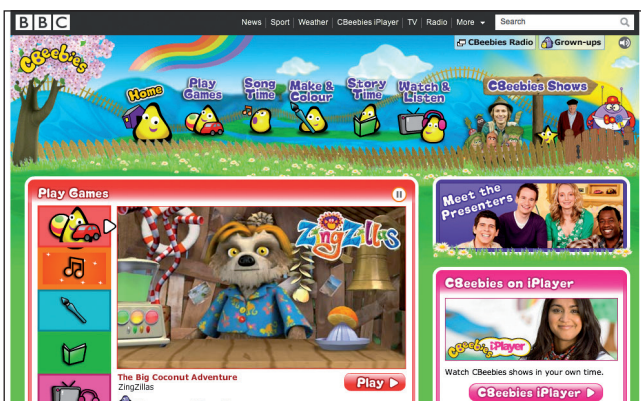 BBC
News Sport Weather CBeebies iPlayer TV Radio More Search
CBeebies Radio Grown-ups
CBeebies
Home
Play Games
Song Time
Make & Colour
Story Time
Watch & Listen
CBeebies Shows
Play Games
ZingZillas
Meet the
Presenters
CBeebies on iPlayer
CBeebies iPlayer
Watch CBeebies shows in your own time.
The Big Coconut Adventure
ZingZillas
Play
CBeebies iPlayer